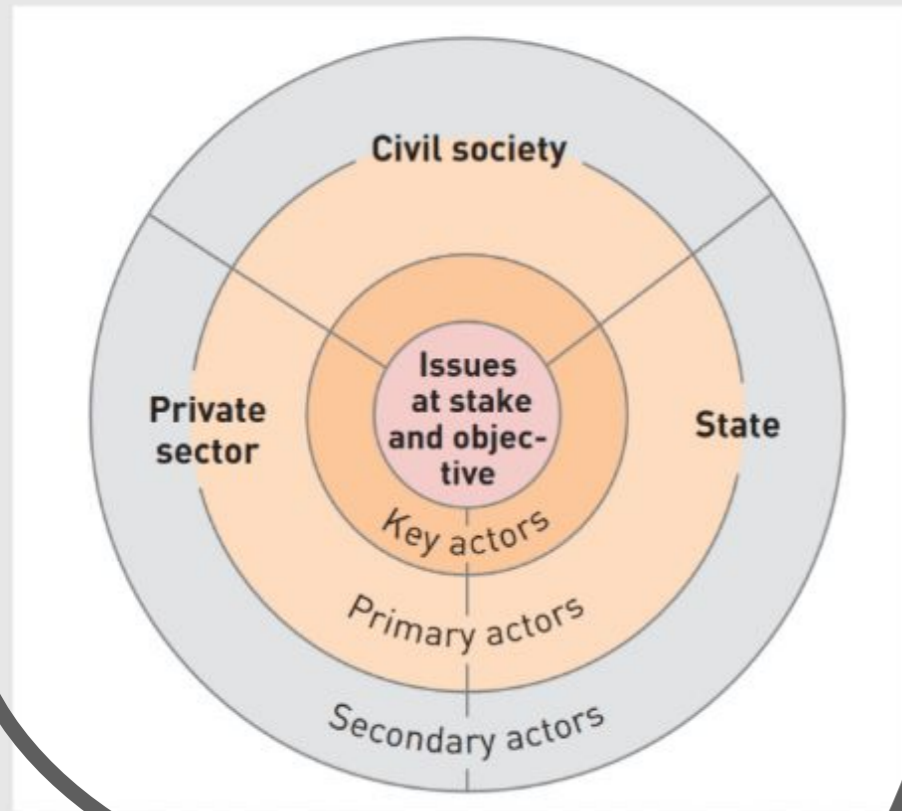 Civil society
Issues
at stake
and objec-
tive
Private
sector
State
Key actors
Primary actors
Secondary actors